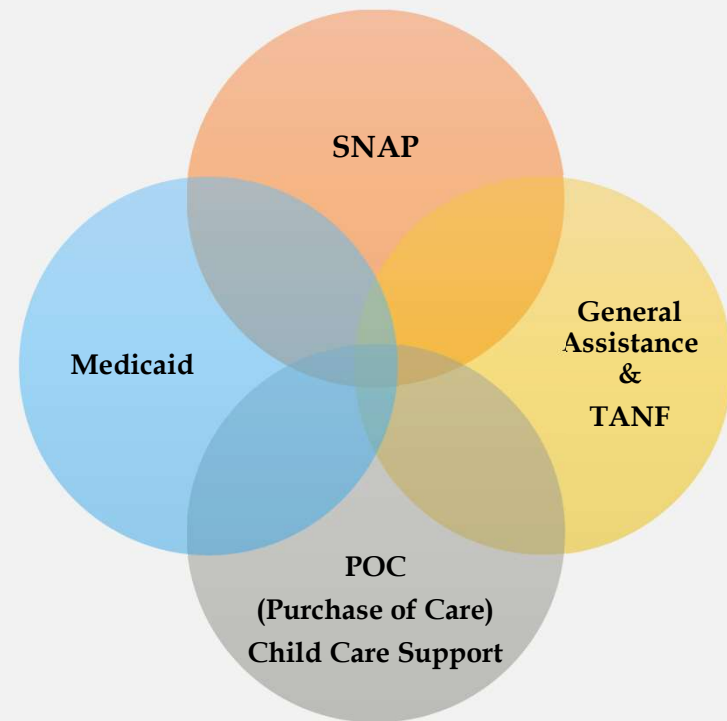 SNAP
Medicaid
General
Assistance
&
TANF
POC
(Purchase of Care)
Child Care Support